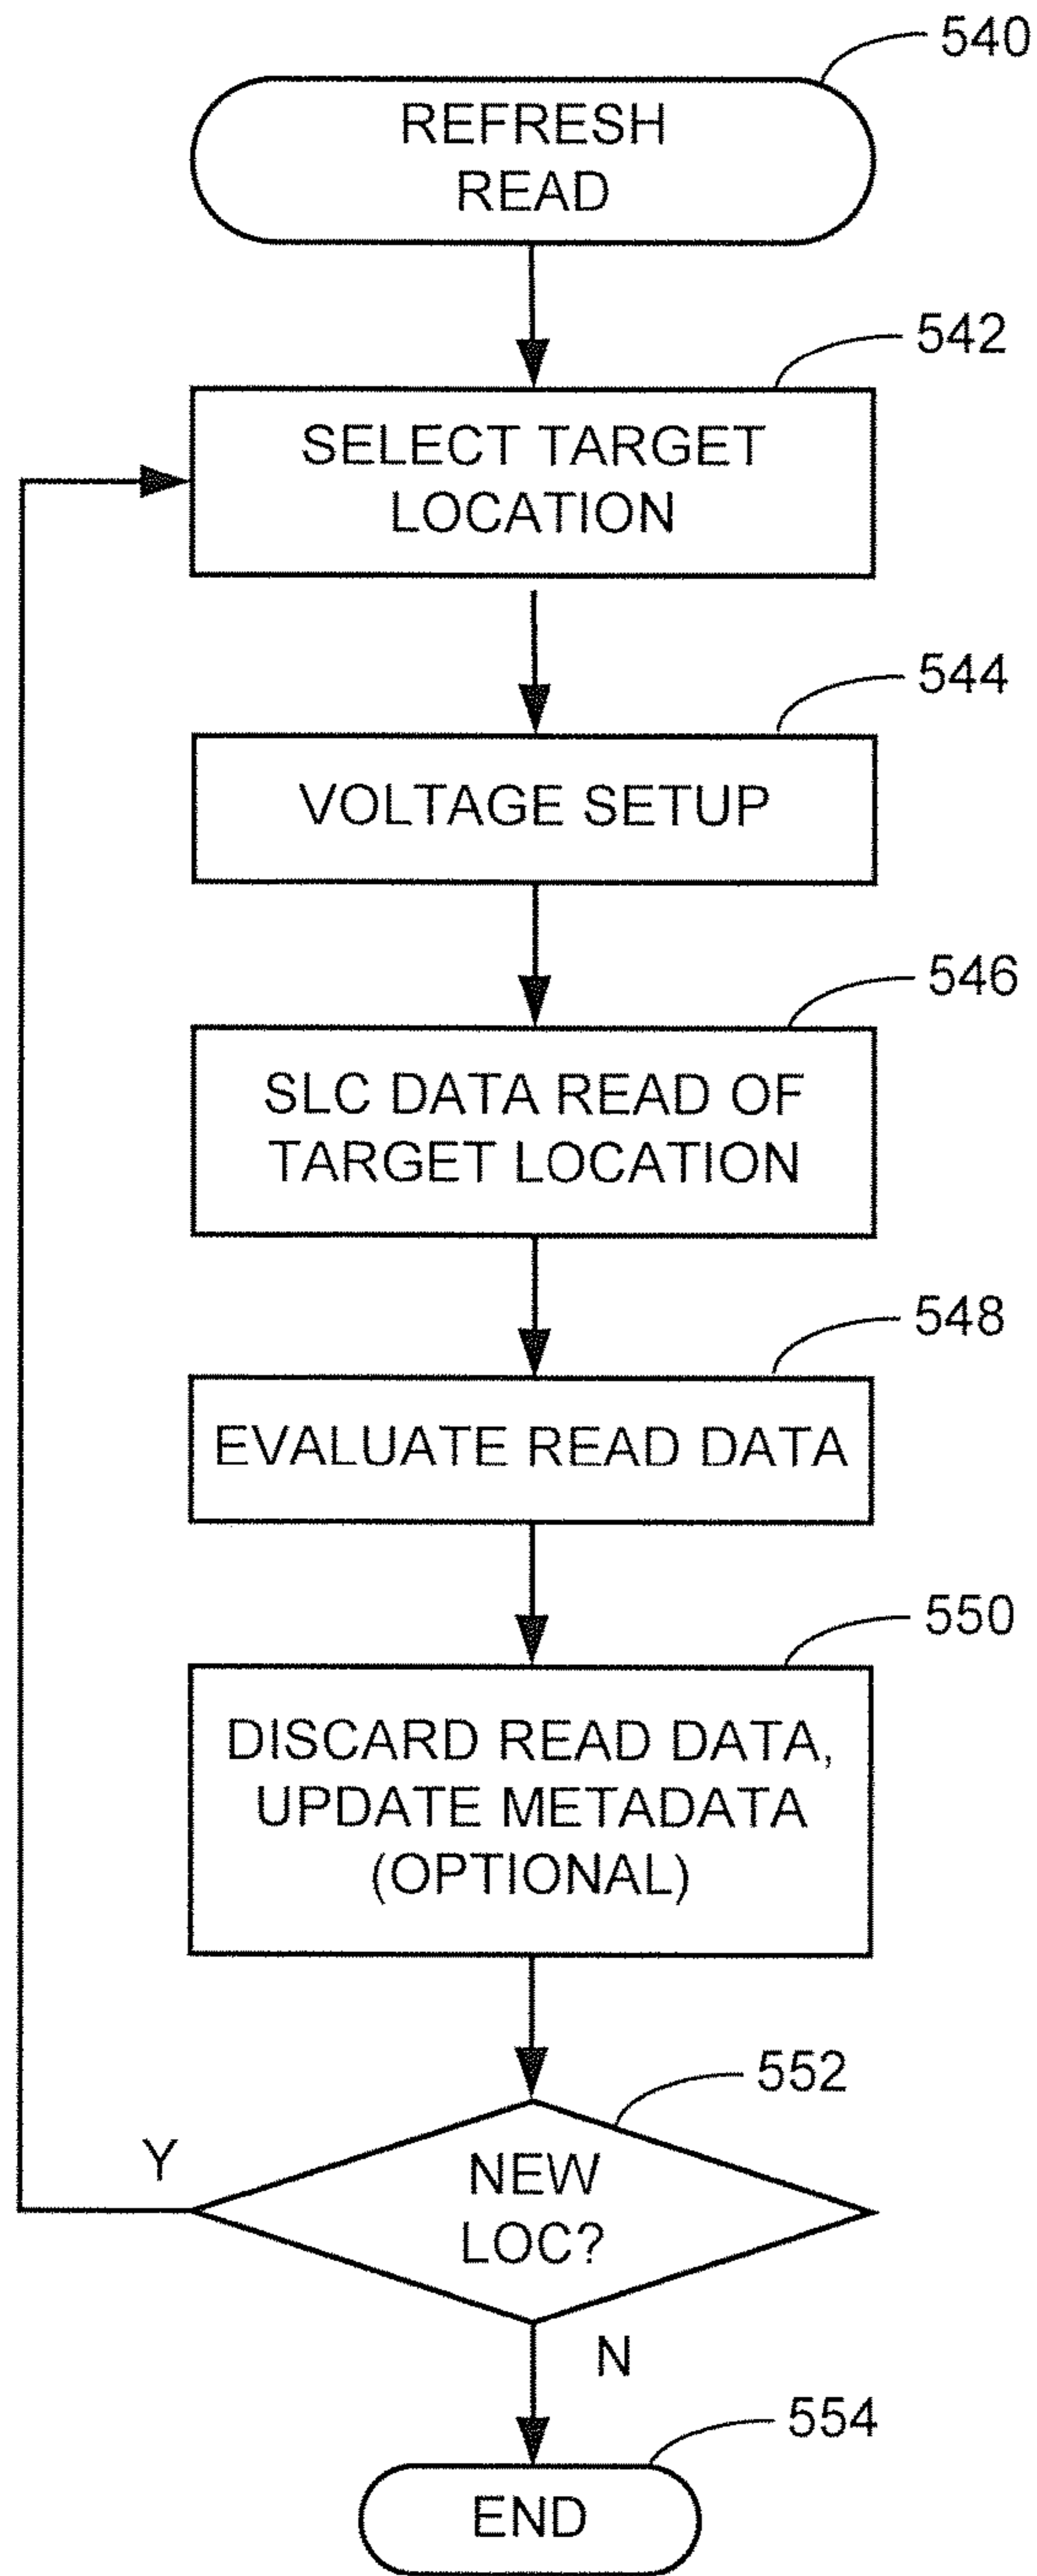 540
REFRESH
READ
542
SELECT TARGET
LOCATION
544
VOLTAGE SETUP
546
SLC DATA READ OF
TARGET LOCATION
548
EVALUATE READ DATA
550
DISCARD READ DATA,
UPDATE METADATA
(OPTIONAL)
552
Y
NEW
LOC?
N
554
END